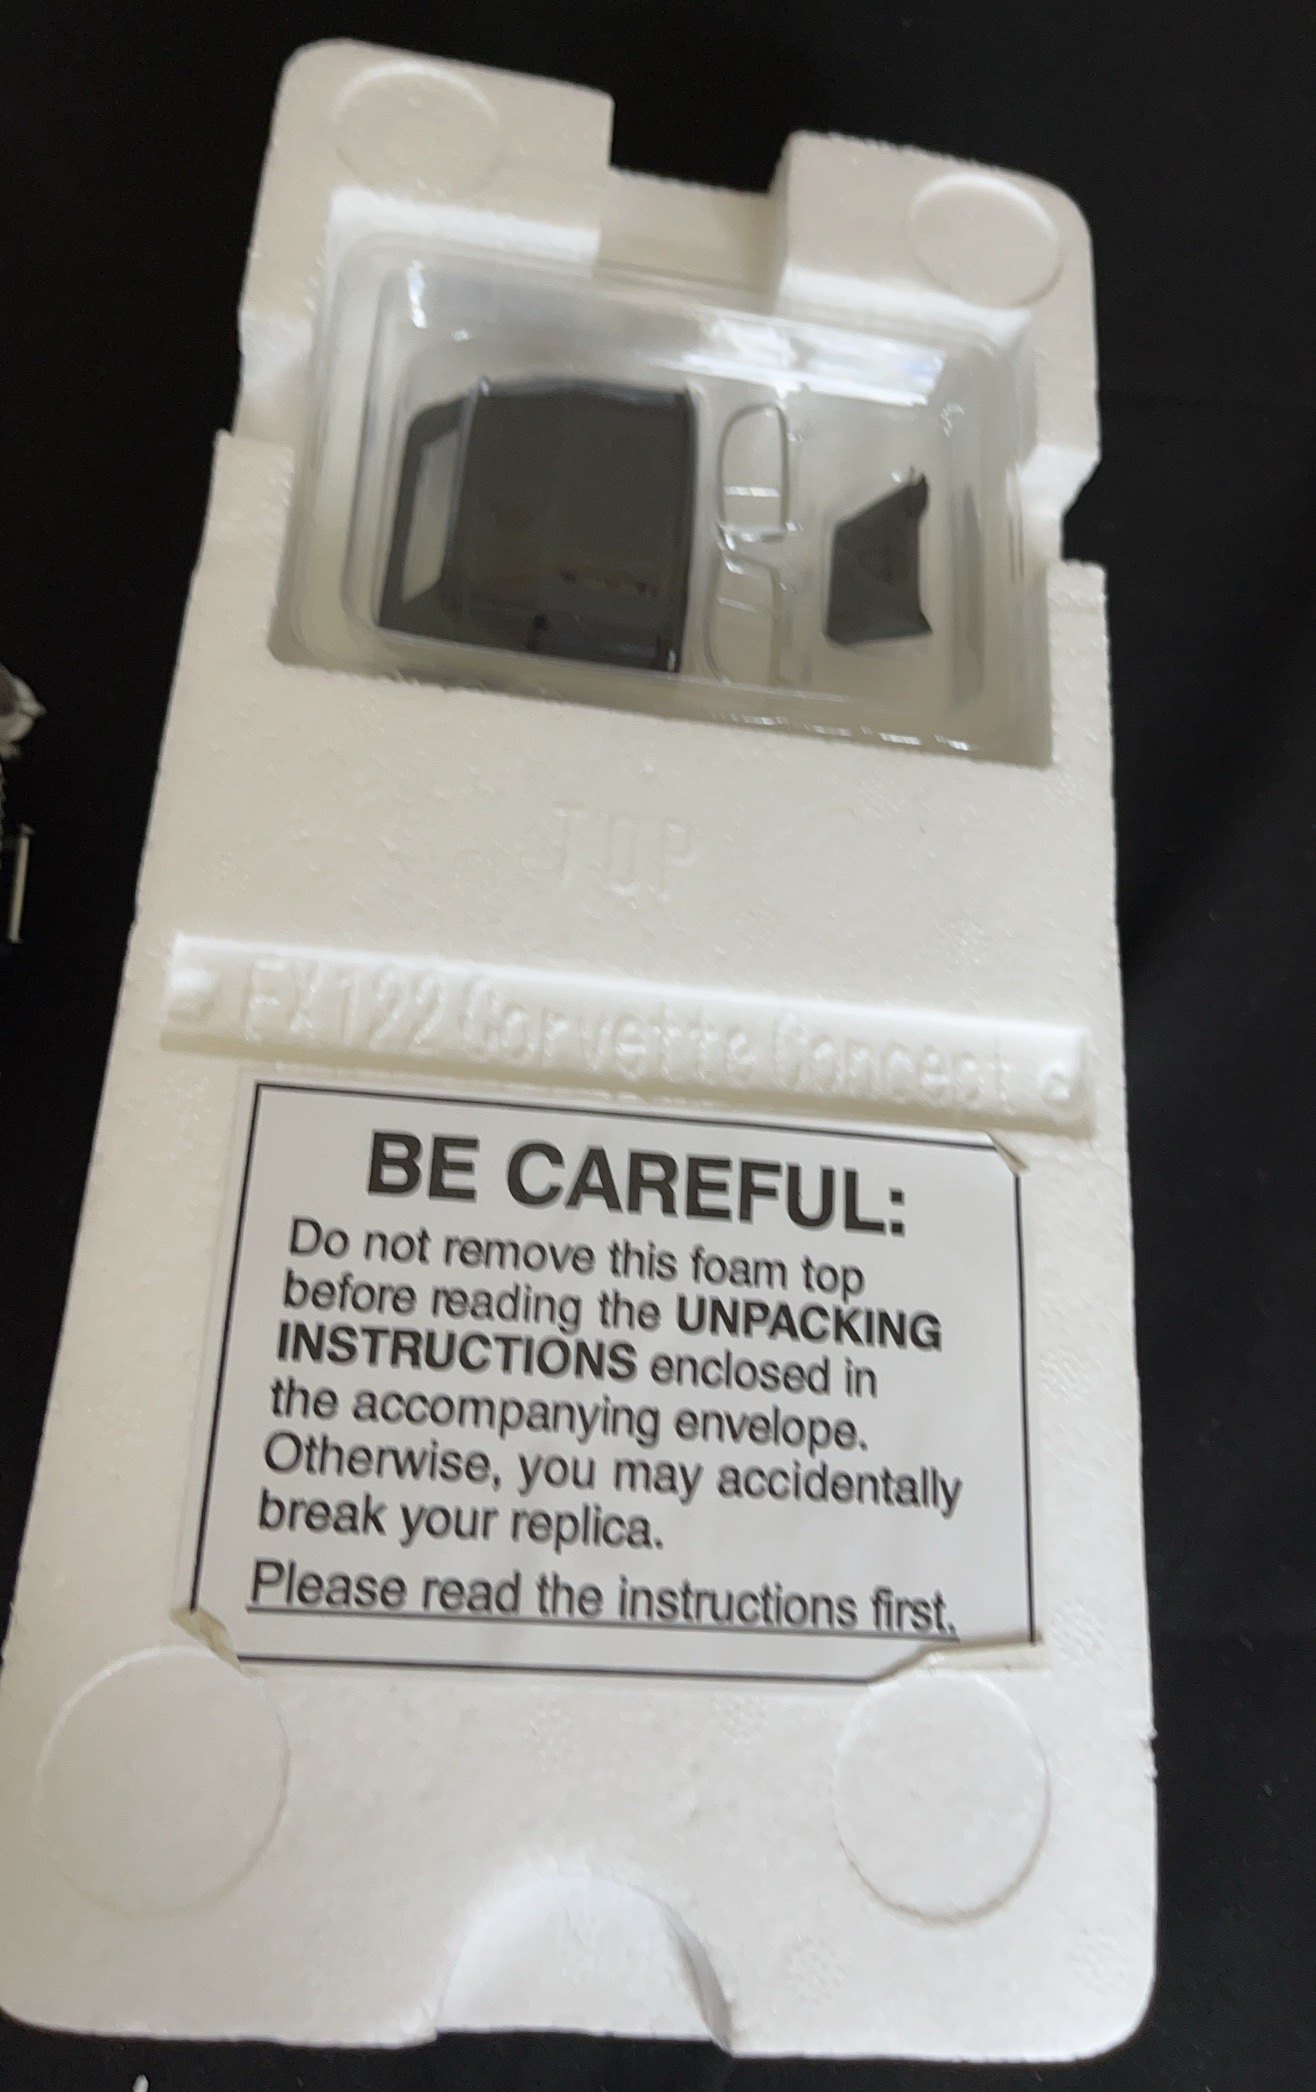 TOP
FX122 Corvette Concept
BE CAREFUL:
Do not remove this foam top
before reading the UNPACKING
INSTRUCTIONS enclosed in
the accompanying envelope.
Otherwise, you may accidentally
break your replica.
Please read the instructions first.